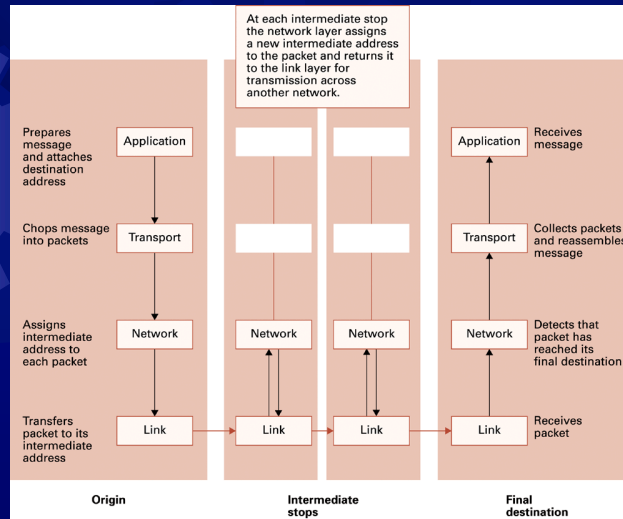 At each intermediate stop
the network layer assigns
a new intermediate address
to the packet and returns it
to the link layer for
transmission across
another network.
Prepares
message
and attaches
destination
address
Application
Application
Receives
message
Chops message
into packets
Transport
Transport
Collects packets
and reassembles
message
Assigns
intermediate
address to
each packet
Network
Network
Network
Network
Detects that
packet has
reached its
final destination
Transfers
packet to its
intermediate
address
Link
Link
Link
Link
Receives
packet
Origin
Intermediate
stops
Final
destination